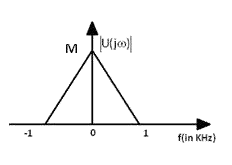 M |U(jω)|
-1 0 1
f(in KHz)